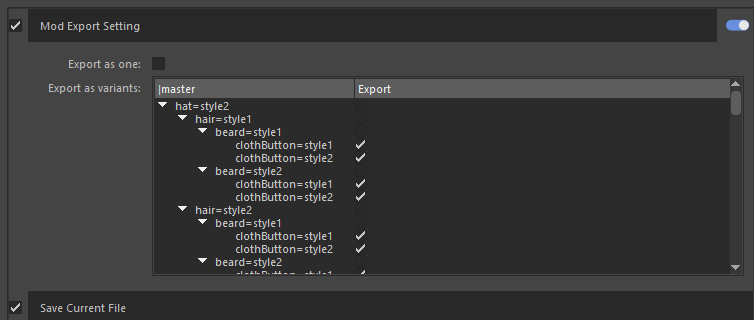 Mod Export Setting
Export as one:
Export as variants:
|master Export
hat=style2
hair=style1
beard=style1
clothButton=style1
clothButton=style2
beard=style2
clothButton=style1
clothButton=style2
hair=style2
beard=style1
clothButton=style1
clothButton=style2
beard=style2
clothButton=style1
Save Current File